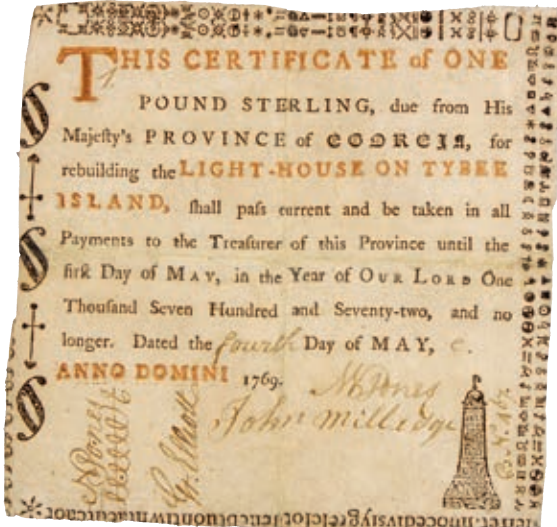 THIS CERTIFICATE of ONE
POUND STERLING, due from His
Majeſty's PROVINCE of GEORGIA, for
rebuilding the LIGHT-HOUSE ON TYBEE
ISLAND, ſhall paſs current and be taken in all
Payments to the Treaſurer of this Province until the
firſt Day of MAY, in the Year of OUR LORD One
Thouſand Seven Hundred and Seventy-two, and no
longer. Dated the fourth Day of MAY,
ANNO DOMINI 1769.
N Jones
John Milledge
N Jones
G. Elliott